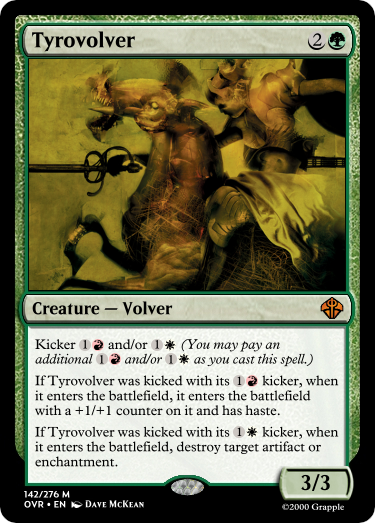 Tyrovolver 2
Creature — Volver
Kicker 1 and/or 1 (You may pay an
additional 1 and/or 1 as you cast this spell.)
If Tyrovolver was kicked with its 1 kicker, when
it enters the battlefield, it enters the battlefield
with a +1/+1 counter on it and has haste.
If Tyrovolver was kicked with its 1 kicker, when
it enters the battlefield, destroy target artifact or
enchantment.
3/3
142/276 M
OVR • EN Dave McKean
©2000 Grapple